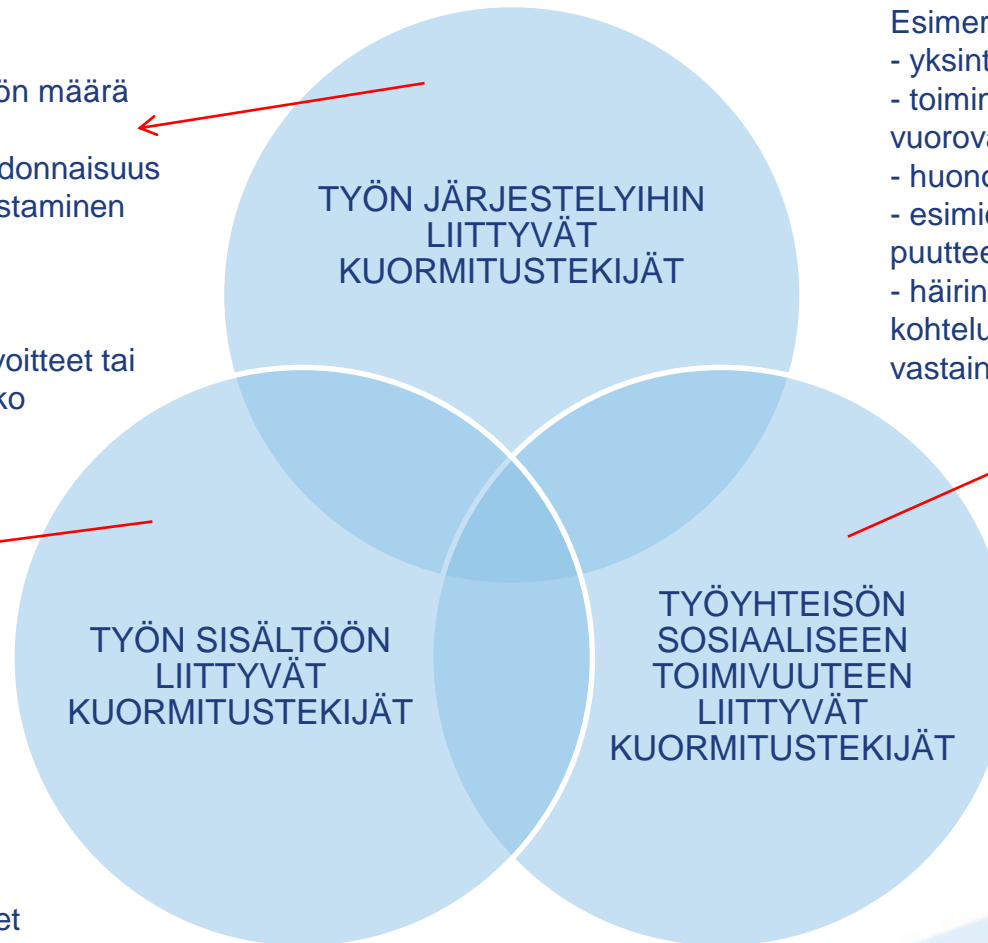 ön määrä
donnaisuus
staminen
voitteet tai
ko
et
TYÖN JÄRJESTELYIHIN
LIITTYVÄT
KUORMITUSTEKIJÄT
TYÖN SISÄLTÖÖN
LIITTYVÄT
KUORMITUSTEKIJÄT
TYÖYHTEISÖN
SOSIAALISEEN
TOIMIVUUTEEN
LIITTYVÄT
KUORMITUSTEKIJÄT
Esimer
- yksint
- toimin
vuorova
- huono
- esimie
puuttee
- häirin
kohtelu
vastain